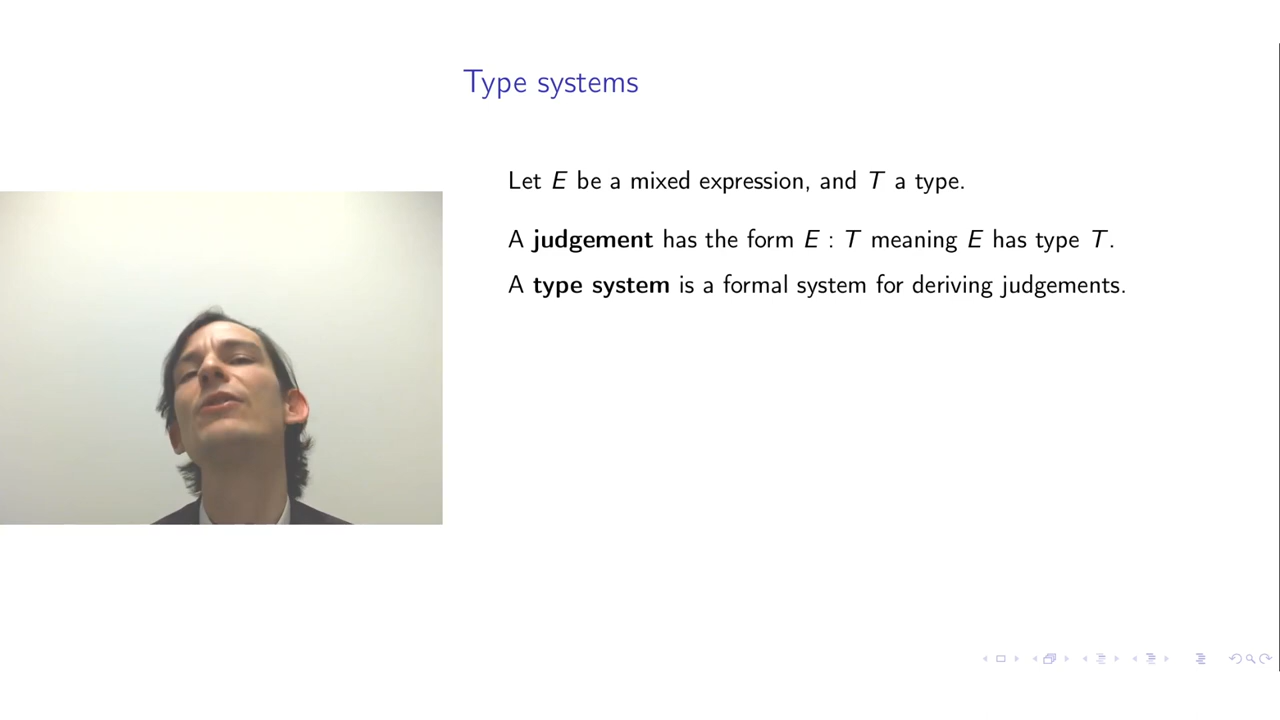 Type systems
Let E be a mixed expression, and T a type.
A judgement has the form E : T meaning E has type T.
A type system is a formal system for deriving judgements.